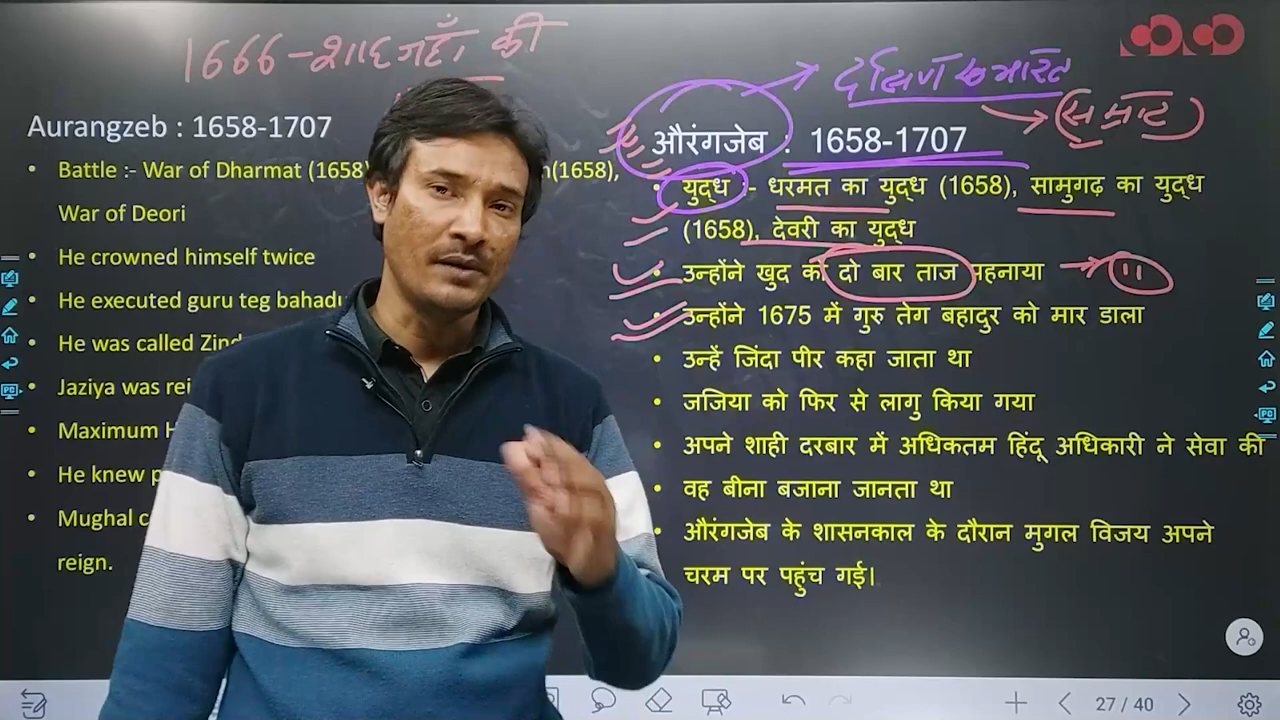 1666-शाहजहाँ की
दक्षिण भारत
सम्राट
Aurangzeb : 1658-1707
• Battle :- War of Dharmat (1658) (1658),
War of Deori
• He crowned himself twice
• He executed guru teg bahadu
• He was called Zind
• Jaziya was rei
• Maximum H
• He knew p
• Mughal c
reign.
औरंगजेब : 1658-1707
• युद्ध :- धरमत का युद्ध (1658), सामुगढ़ का युद्ध
(1658), देवरी का युद्ध
• उन्होंने खुद को दो बार ताज पहनाया → 11
• उन्होंने 1675 में गुरु तेग बहादुर को मार डाला
• उन्हें जिंदा पीर कहा जाता था
• जजिया को फिर से लागु किया गया
• अपने शाही दरबार में अधिकतम हिंदू अधिकारी ने सेवा की
• वह बीना बजाना जानता था
• औरंगजेब के शासनकाल के दौरान मुगल विजय अपने
चरम पर पहुंच गई।
27 / 40